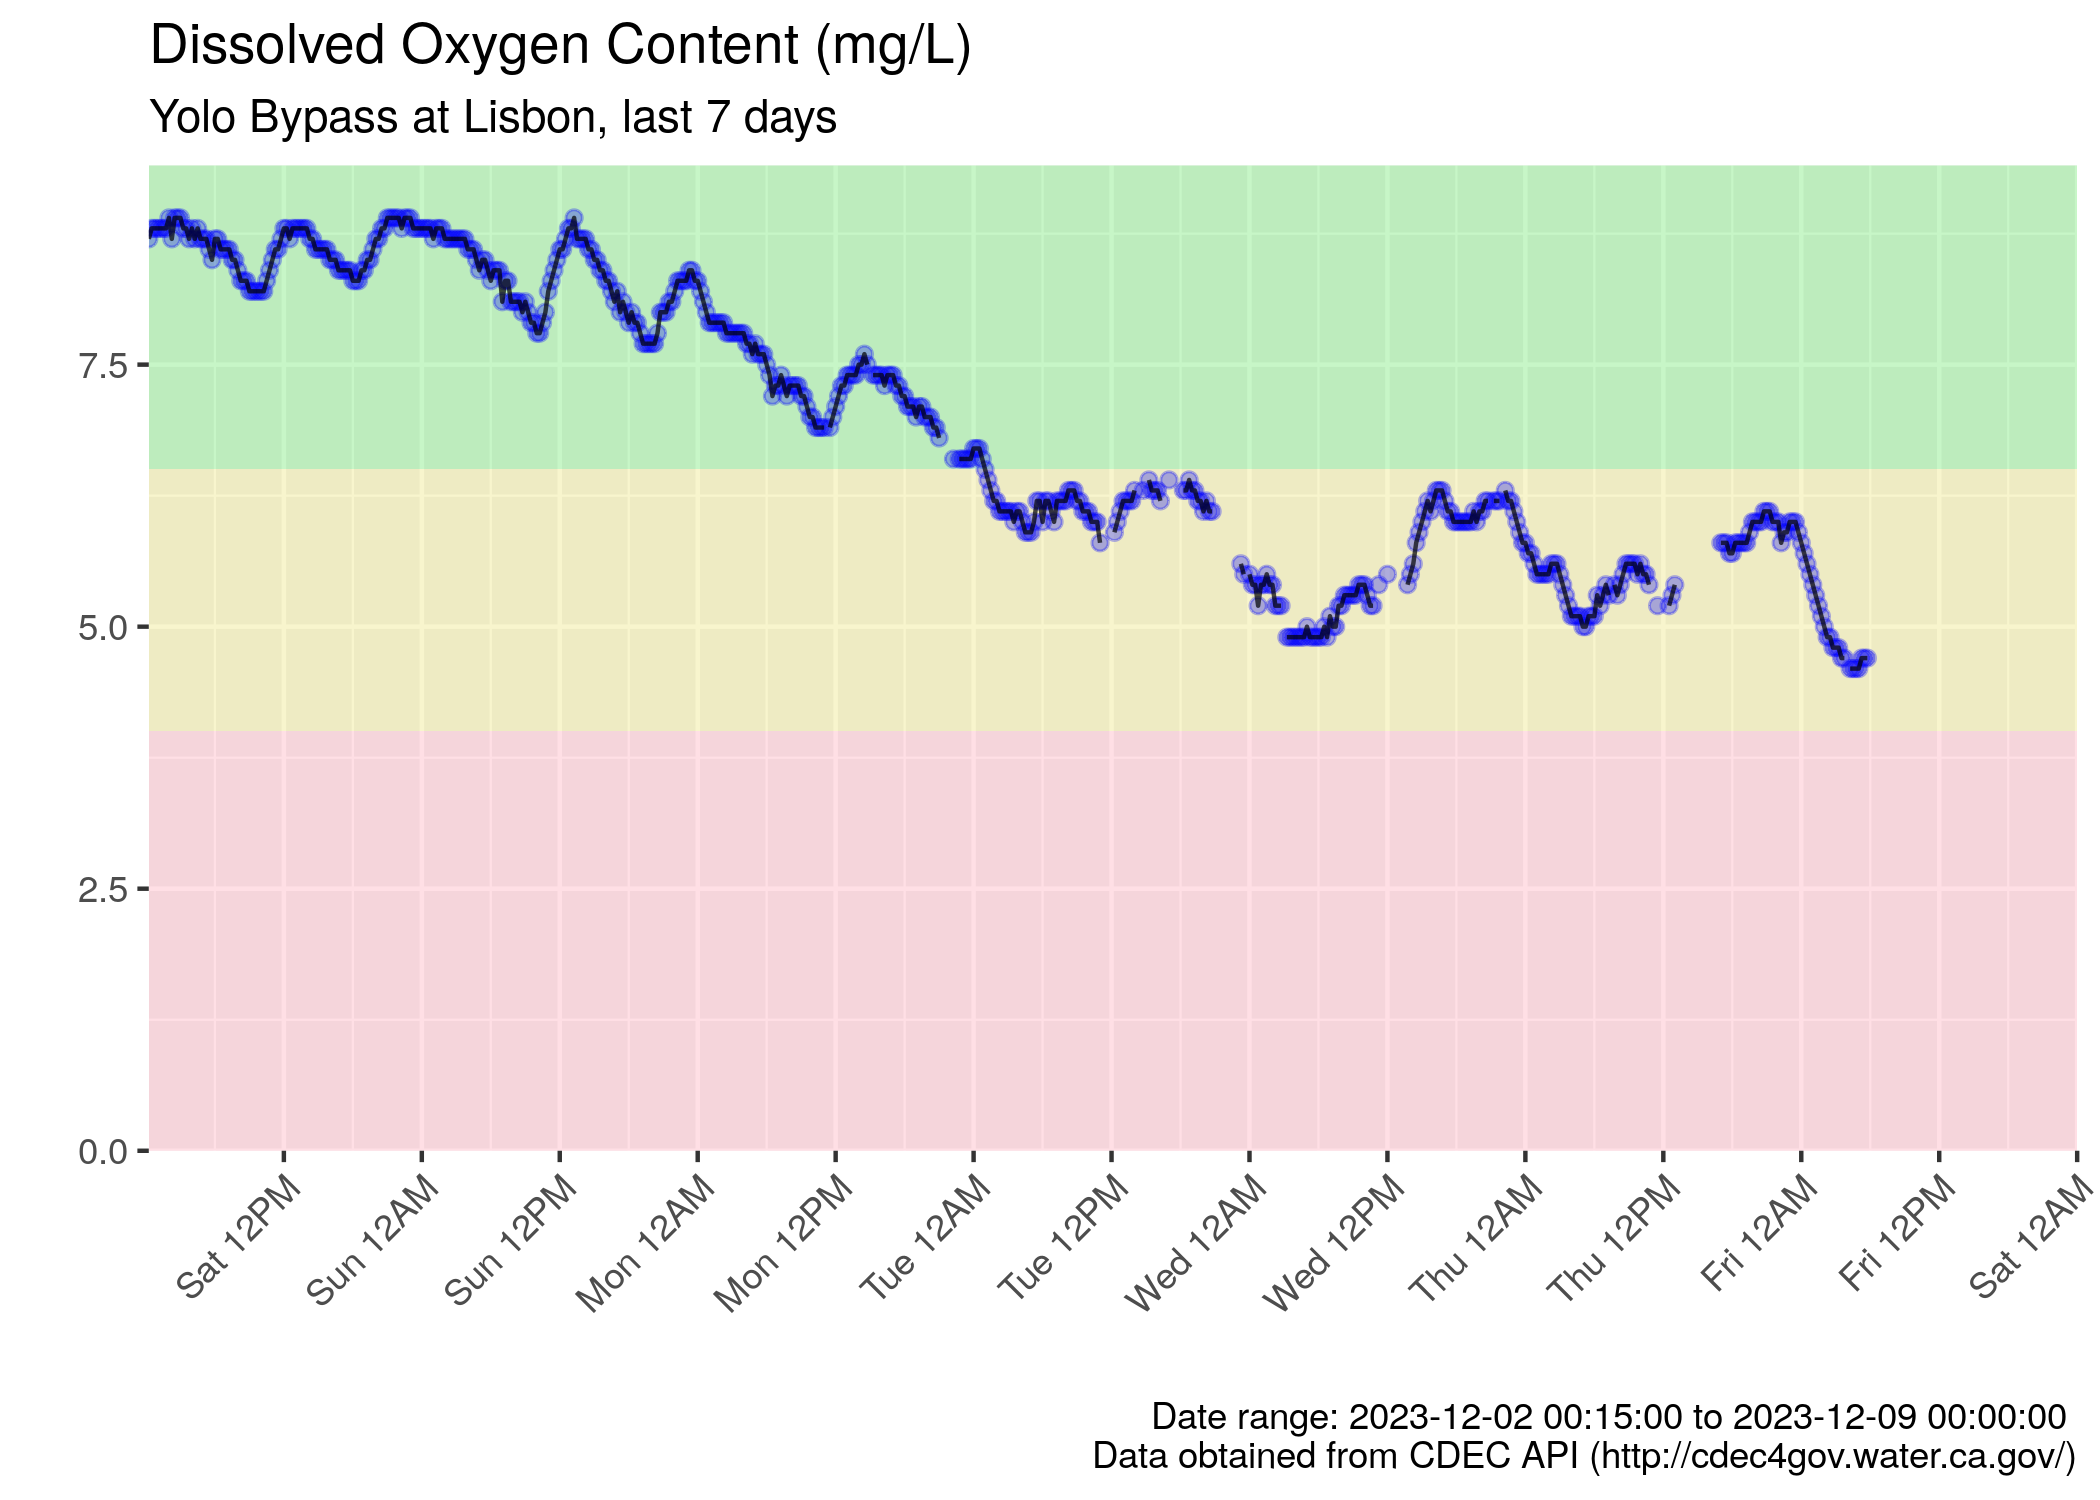 Dissolved Oxygen Content (mg/L)
Yolo Bypass at Lisbon, last 7 days
7.5
5.0
2.5
0.0
Sat 12PM
Sun 12AM
Sun 12PM
Mon 12AM
Mon 12PM
Tue 12AM
Tue 12PM
Wed 12AM
Wed 12PM
Thu 12AM
Thu 12PM
Fri 12AM
Fri 12PM
Sat 12AM
Date range: 2023-12-02 00:15:00 to 2023-12-09 00:00:00
Data obtained from CDEC API (http://cdec4gov.water.ca.gov/)